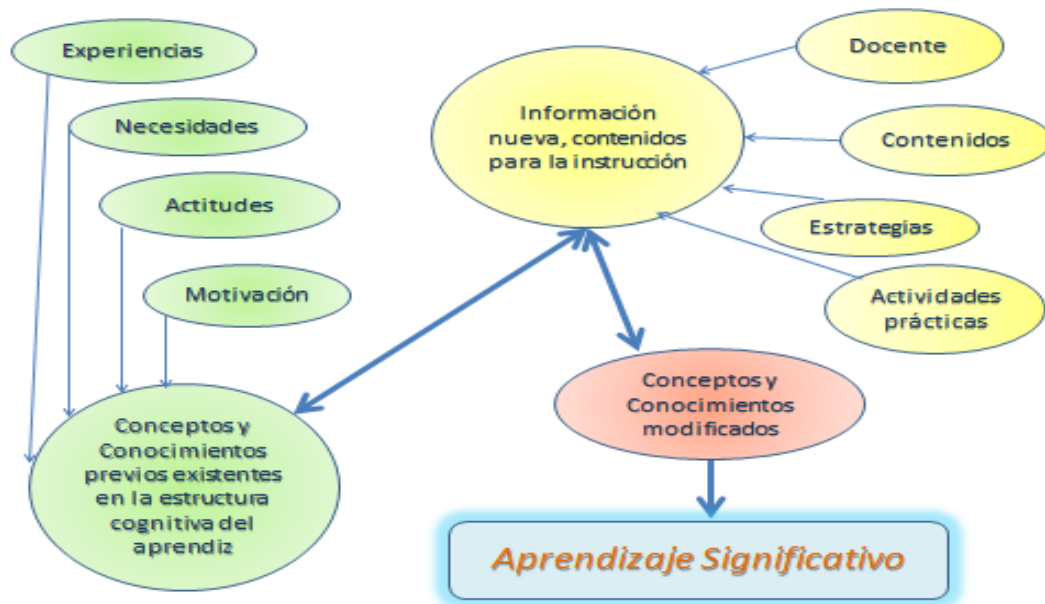 Experiencias
Necesidades
Actitudes
Motivación
Conceptos y
Conocimientos
previos existentes
en la estructura
cognitiva del
aprendiz
Información
nueva, contenidos
para la instrucción
Docente
Contenidos
Estrategias
Actividades
prácticas
Conceptos y
Conocimientos
modificados
Aprendizaje Significativo